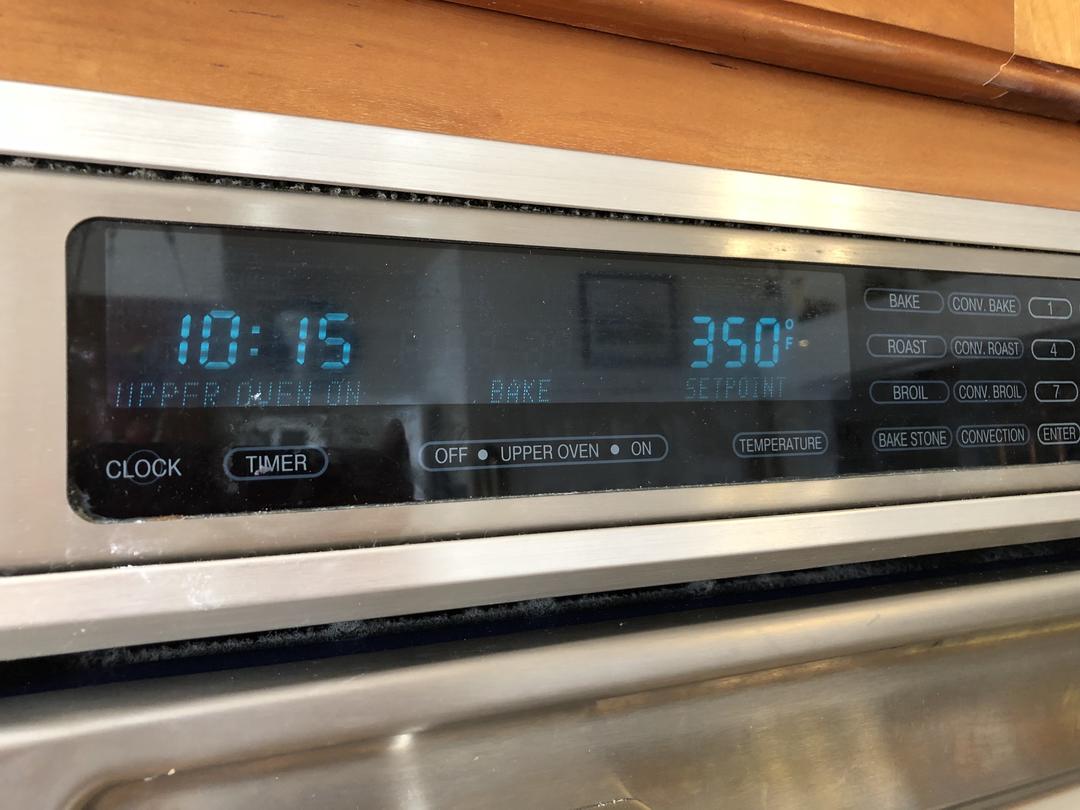 10:15 350°F
UPPER OVEN ON BAKE SETPOINT
CLOCK TIMER OFF • UPPER OVEN • ON TEMPERATURE
BAKE CONV. BAKE 1
ROAST CONV. ROAST 4
BROIL CONV. BROIL 7
BAKE STONE CONVECTION ENTER